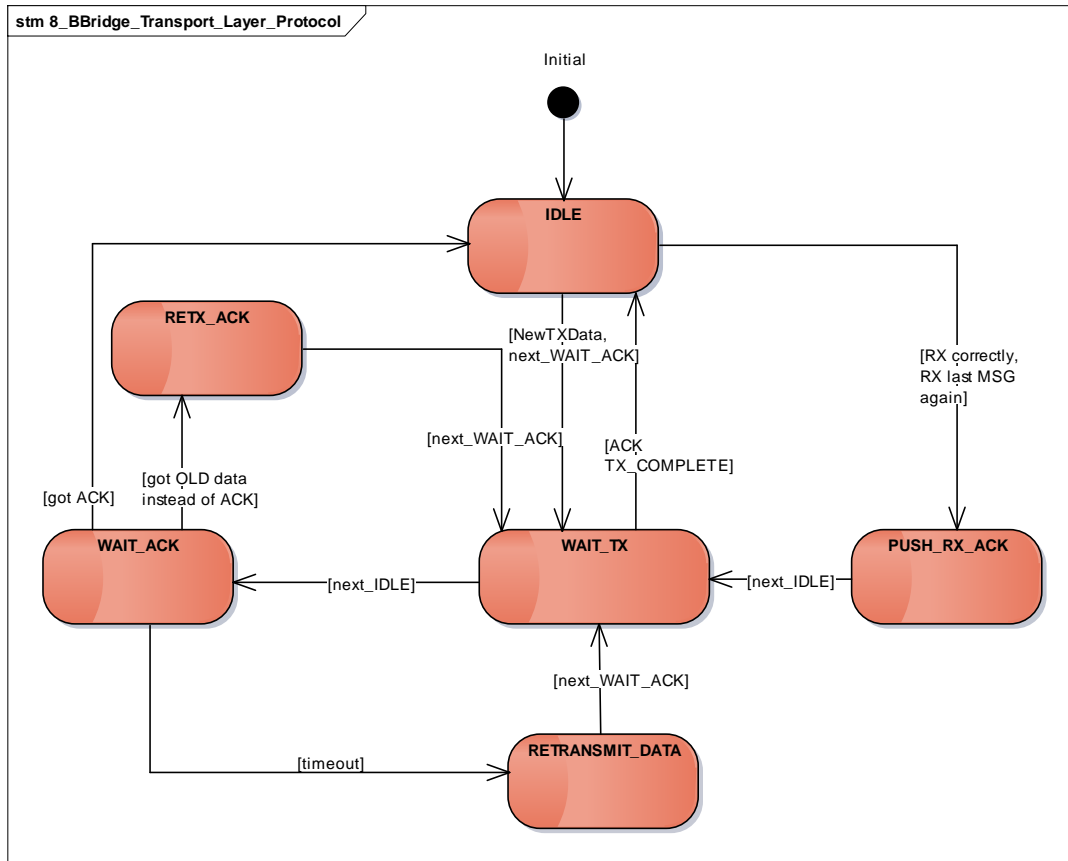 stm 8_BBridge_Transport_Layer_Protocol
Initial
IDLE
RETX_ACK
[NewTXData,
next_WAIT_ACK]
[RX correctly,
RX last MSG
again]
[next_WAIT_ACK]
[ACK
TX_COMPLETE]
[got ACK]
[got OLD data
instead of ACK]
WAIT_ACK
WAIT_TX
PUSH_RX_ACK
[next_IDLE]
[next_IDLE]
[next_WAIT_ACK]
RETRANSMIT_DATA
[timeout]